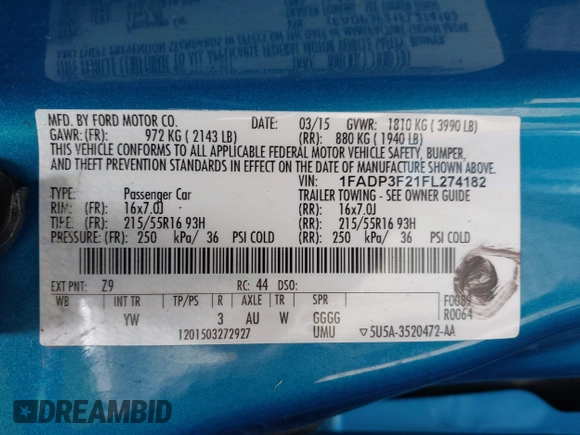 MFD. BY FORD MOTOR CO. DATE: 03/15 GVWR: 1810 KG ( 3990 LB)
GAWR: (FR): 972 KG ( 2143 LB) (RR): 880 KG ( 1940 LB)
THIS VEHICLE CONFORMS TO ALL APPLICABLE FEDERAL MOTOR VEHICLE SAFETY, BUMPER,
AND THEFT PREVENTION STANDARDS IN EFFECT ON THE DATE OF MANUFACTURE SHOWN ABOVE.
VIN: 1FADP3F21FL274182
TYPE: Passenger Car TRAILER TOWING - SEE OWNER GUIDE
RIM: (FR): 16x7.0J (RR): 16x7.0J
TIRE: (FR): 215/55R16 93H (RR): 215/55R16 93H
PRESSURE: (FR): 250 kPa/ 36 PSI COLD (RR): 250 kPa/ 36 PSI COLD
EXT PNT: Z9 RC: 44 DSO: F0089
WB INT TR TP/PS R AXLE TR SPR R0064
YW 3 AU W GGGG
1201503272927 UMU ▽5U5A-3520472-AA
DREAMBID